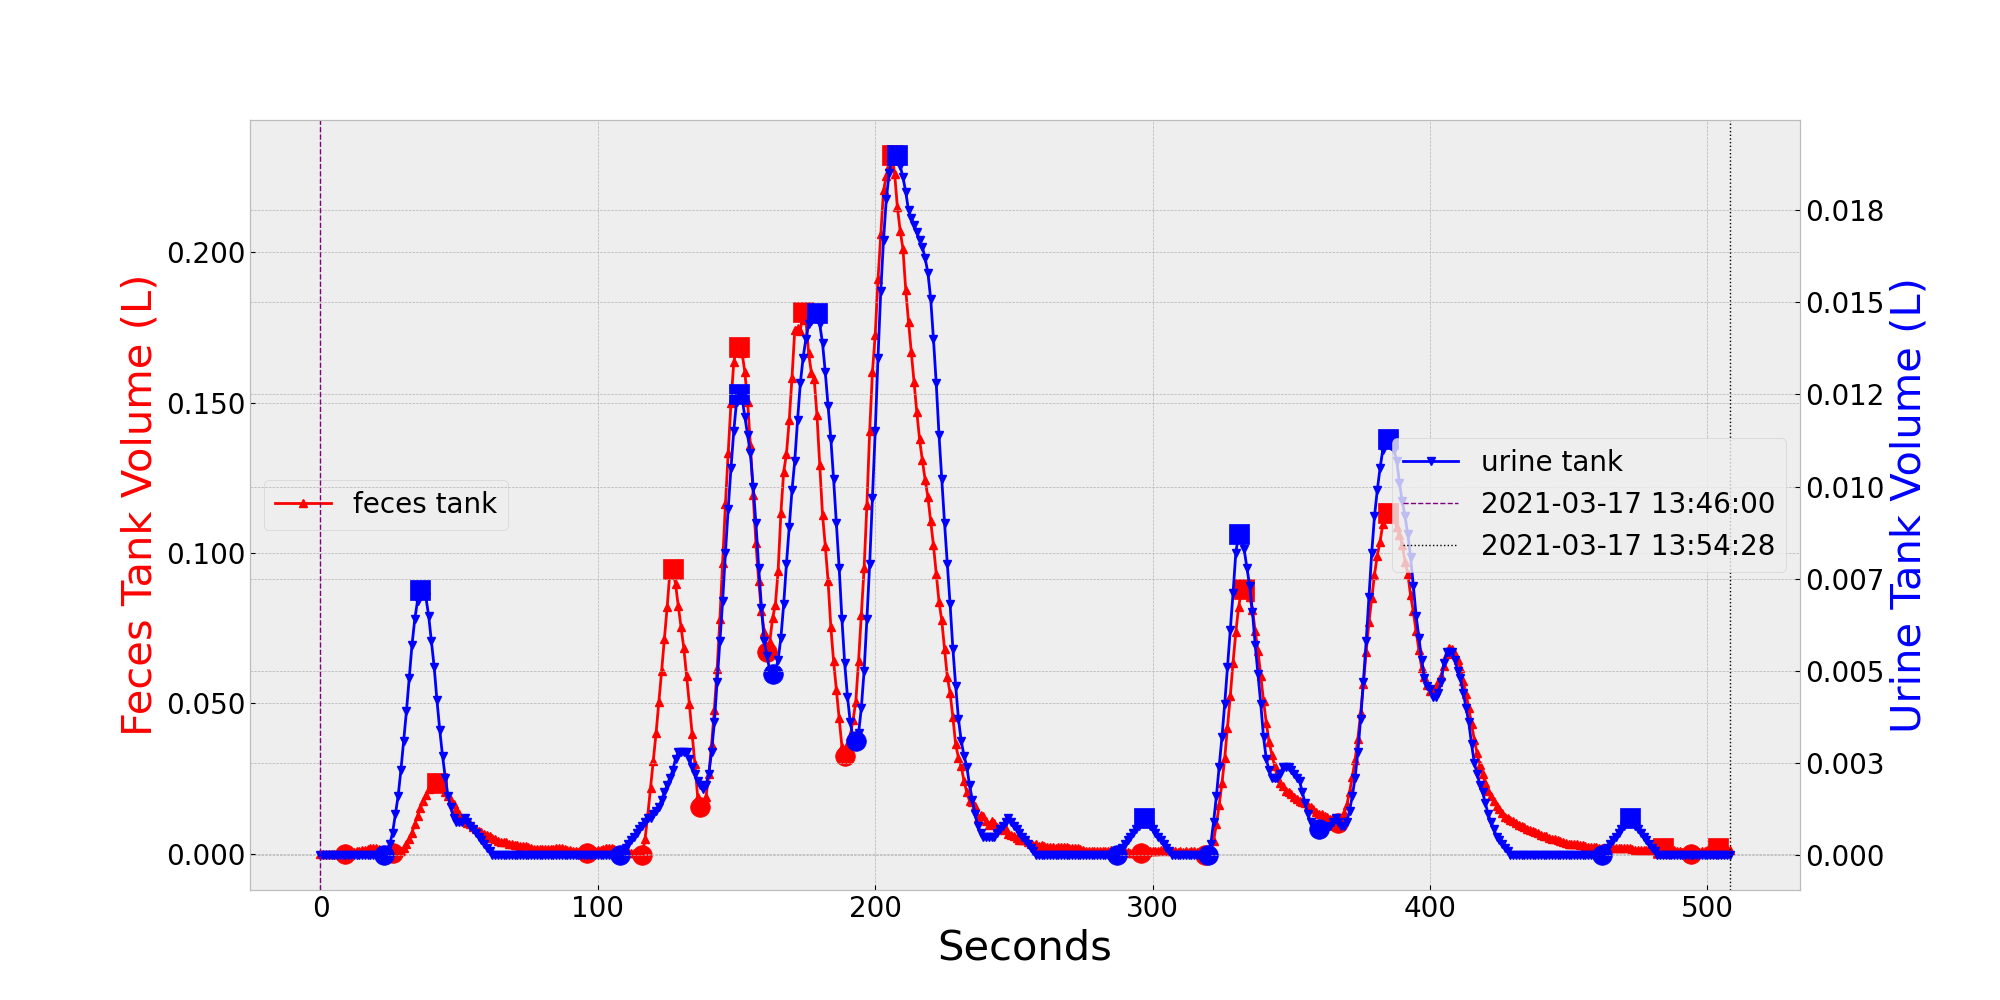 Feces Tank Volume (L)
0.200
0.150
0.100
0.050
0.000
feces tank
urine tank
2021-03-17 13:46:00
2021-03-17 13:54:28
0.018
0.015
0.012
0.010
0.007
0.005
0.003
0.000
Urine Tank Volume (L)
0 100 200 300 400 500
Seconds